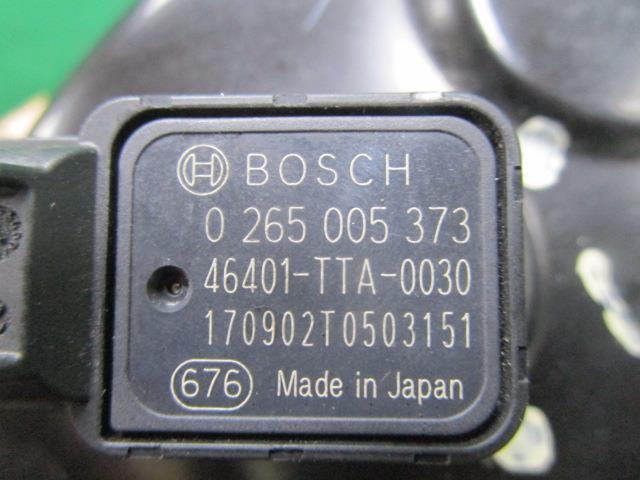 BOSCH
0 265 005 373
46401-TTA-0030
170902T0503151
676 Made in Japan